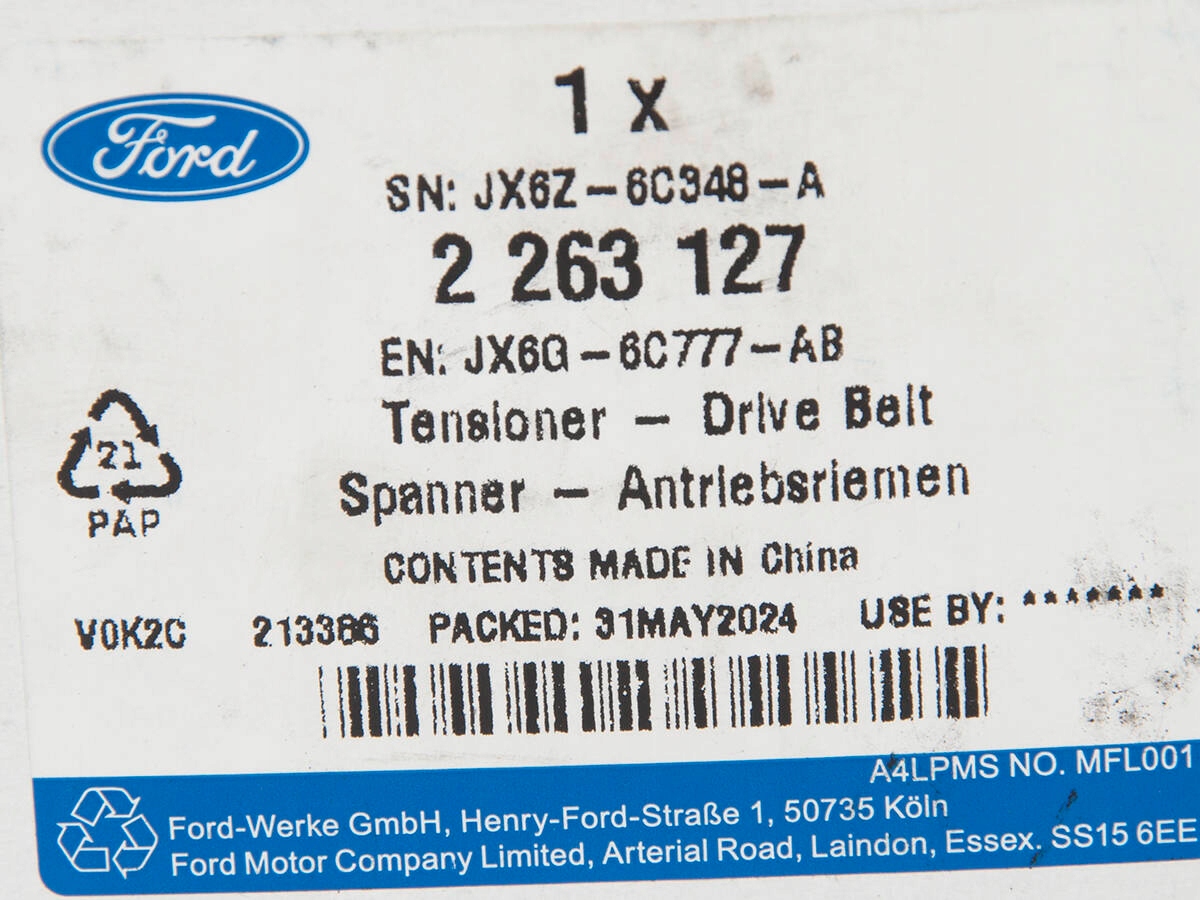 Ford
1 x
SN: JX6Z-6C348-A
2 263 127
EN: JX6G-6C777-AB
Tensioner - Drive Belt
Spanner - Antriebsriemen
21
PAP
CONTENTS MADE IN China
V0K2C 213386 PACKED: 31MAY2024 USE BY: *******
A4LPMS NO. MFL001
Ford-Werke GmbH, Henry-Ford-Straße 1, 50735 Köln
Ford Motor Company Limited, Arterial Road, Laindon, Essex. SS15 6EE